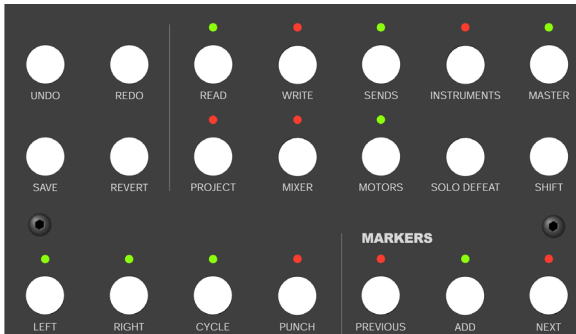 UNDO REDO READ WRITE SENDS INSTRUMENTS MASTER
SAVE REVERT PROJECT MIXER MOTORS SOLO DEFEAT SHIFT
MARKERS
LEFT RIGHT CYCLE PUNCH PREVIOUS ADD NEXT